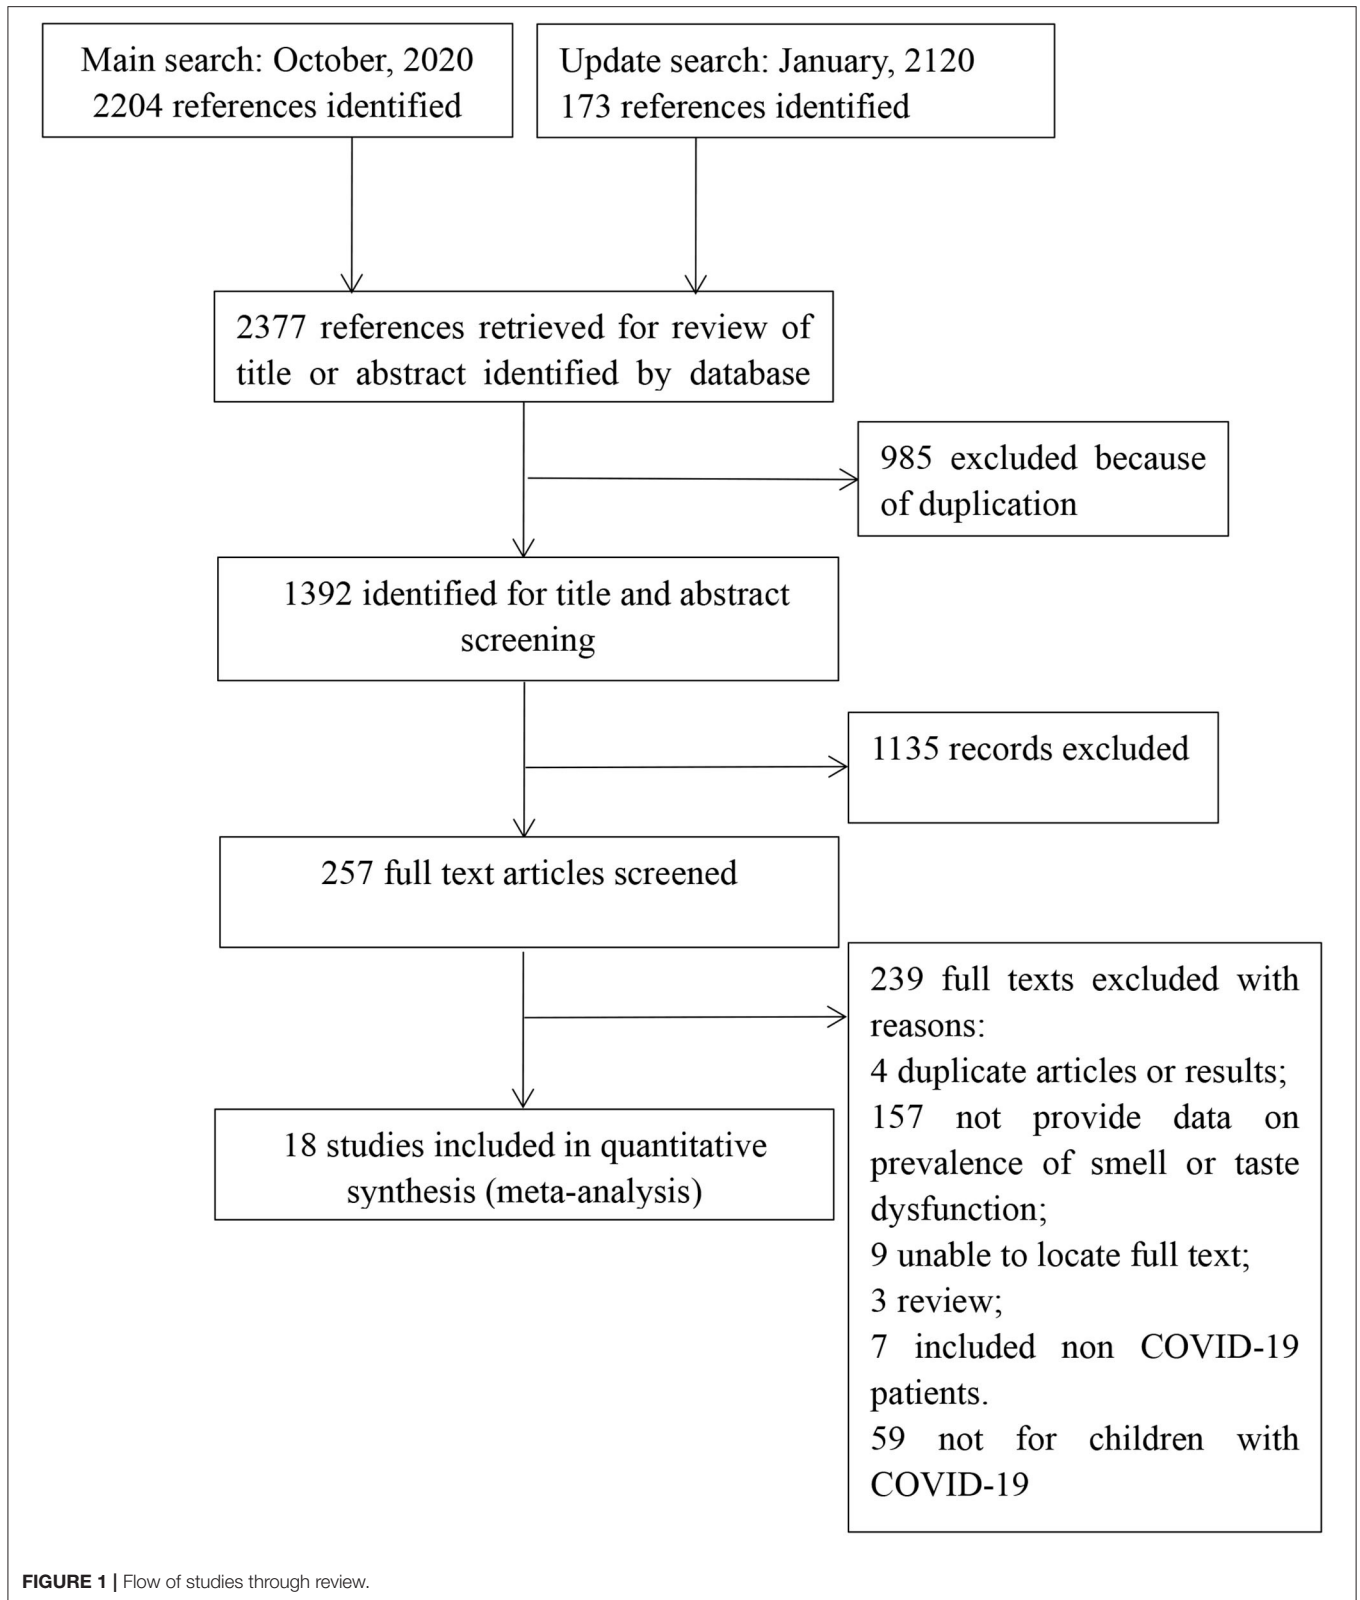 Main search: October, 2020
2204 references identified
Update search: January, 2120
173 references identified
2377 references retrieved for review of
title or abstract identified by database
985 excluded because
of duplication
1392 identified for title and abstract
screening
1135 records excluded
257 full text articles screened
239 full texts excluded with
reasons:
4 duplicate articles or results;
157 not provide data on
prevalence of smell or taste
dysfunction;
9 unable to locate full text;
3 review;
7 included non COVID-19
patients.
59 not for children with
COVID-19
18 studies included in quantitative
synthesis (meta-analysis)
FIGURE 1 | Flow of studies through review.